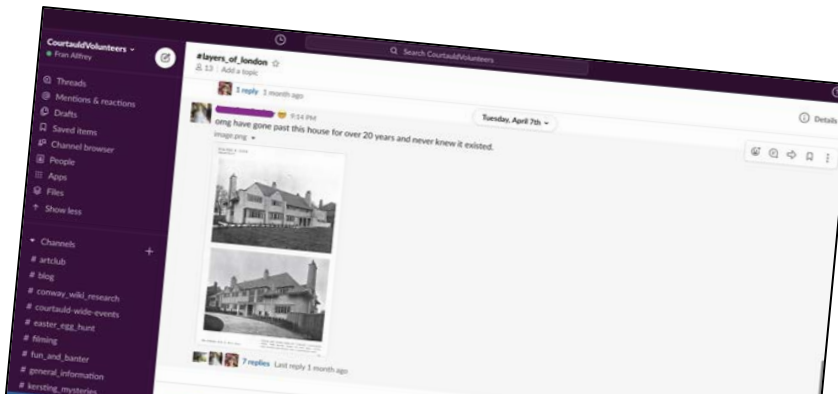 Search CourtauldVolunteers
CourtauldVolunteers
Fran Allfrey
Threads
Mentions & reactions
Drafts
Saved items
Channel browser
People
Apps
Files
Show less
Channels +
# artclub
# blog
# conway_wiki_research
# courtauld-wide-events
# easter_egg_hunt
# filming
# fun_and_banter
# general_information
# kersting_mysteries
#layers_of_london
13 | Add a topic
Details
1 reply 1 month ago
Tuesday, April 7th
9:14 PM
omg have gone past this house for over 20 years and never knew it existed.
image.png
7 replies Last reply 1 month ago